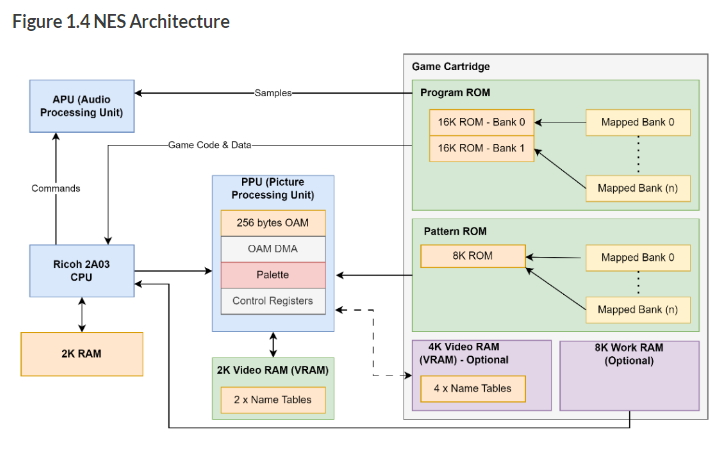 Figure 1.4 NES Architecture
Game Cartridge
APU (Audio
Processing Unit)
Samples
Program ROM
16K ROM - Bank 0
Mapped Bank 0
Game Code & Data
16K ROM - Bank 1
Commands
PPU (Picture
Processing Unit)
Mapped Bank (n)
256 bytes OAM
Pattern ROM
OAM DMA
8K ROM
Mapped Bank 0
Ricoh 2A03
CPU
Palette
Control Registers
Mapped Bank (n)
2K RAM
4K Video RAM
(VRAM) - Optional
8K Work RAM
(Optional)
2K Video RAM (VRAM)
4 x Name Tables
2 x Name Tables